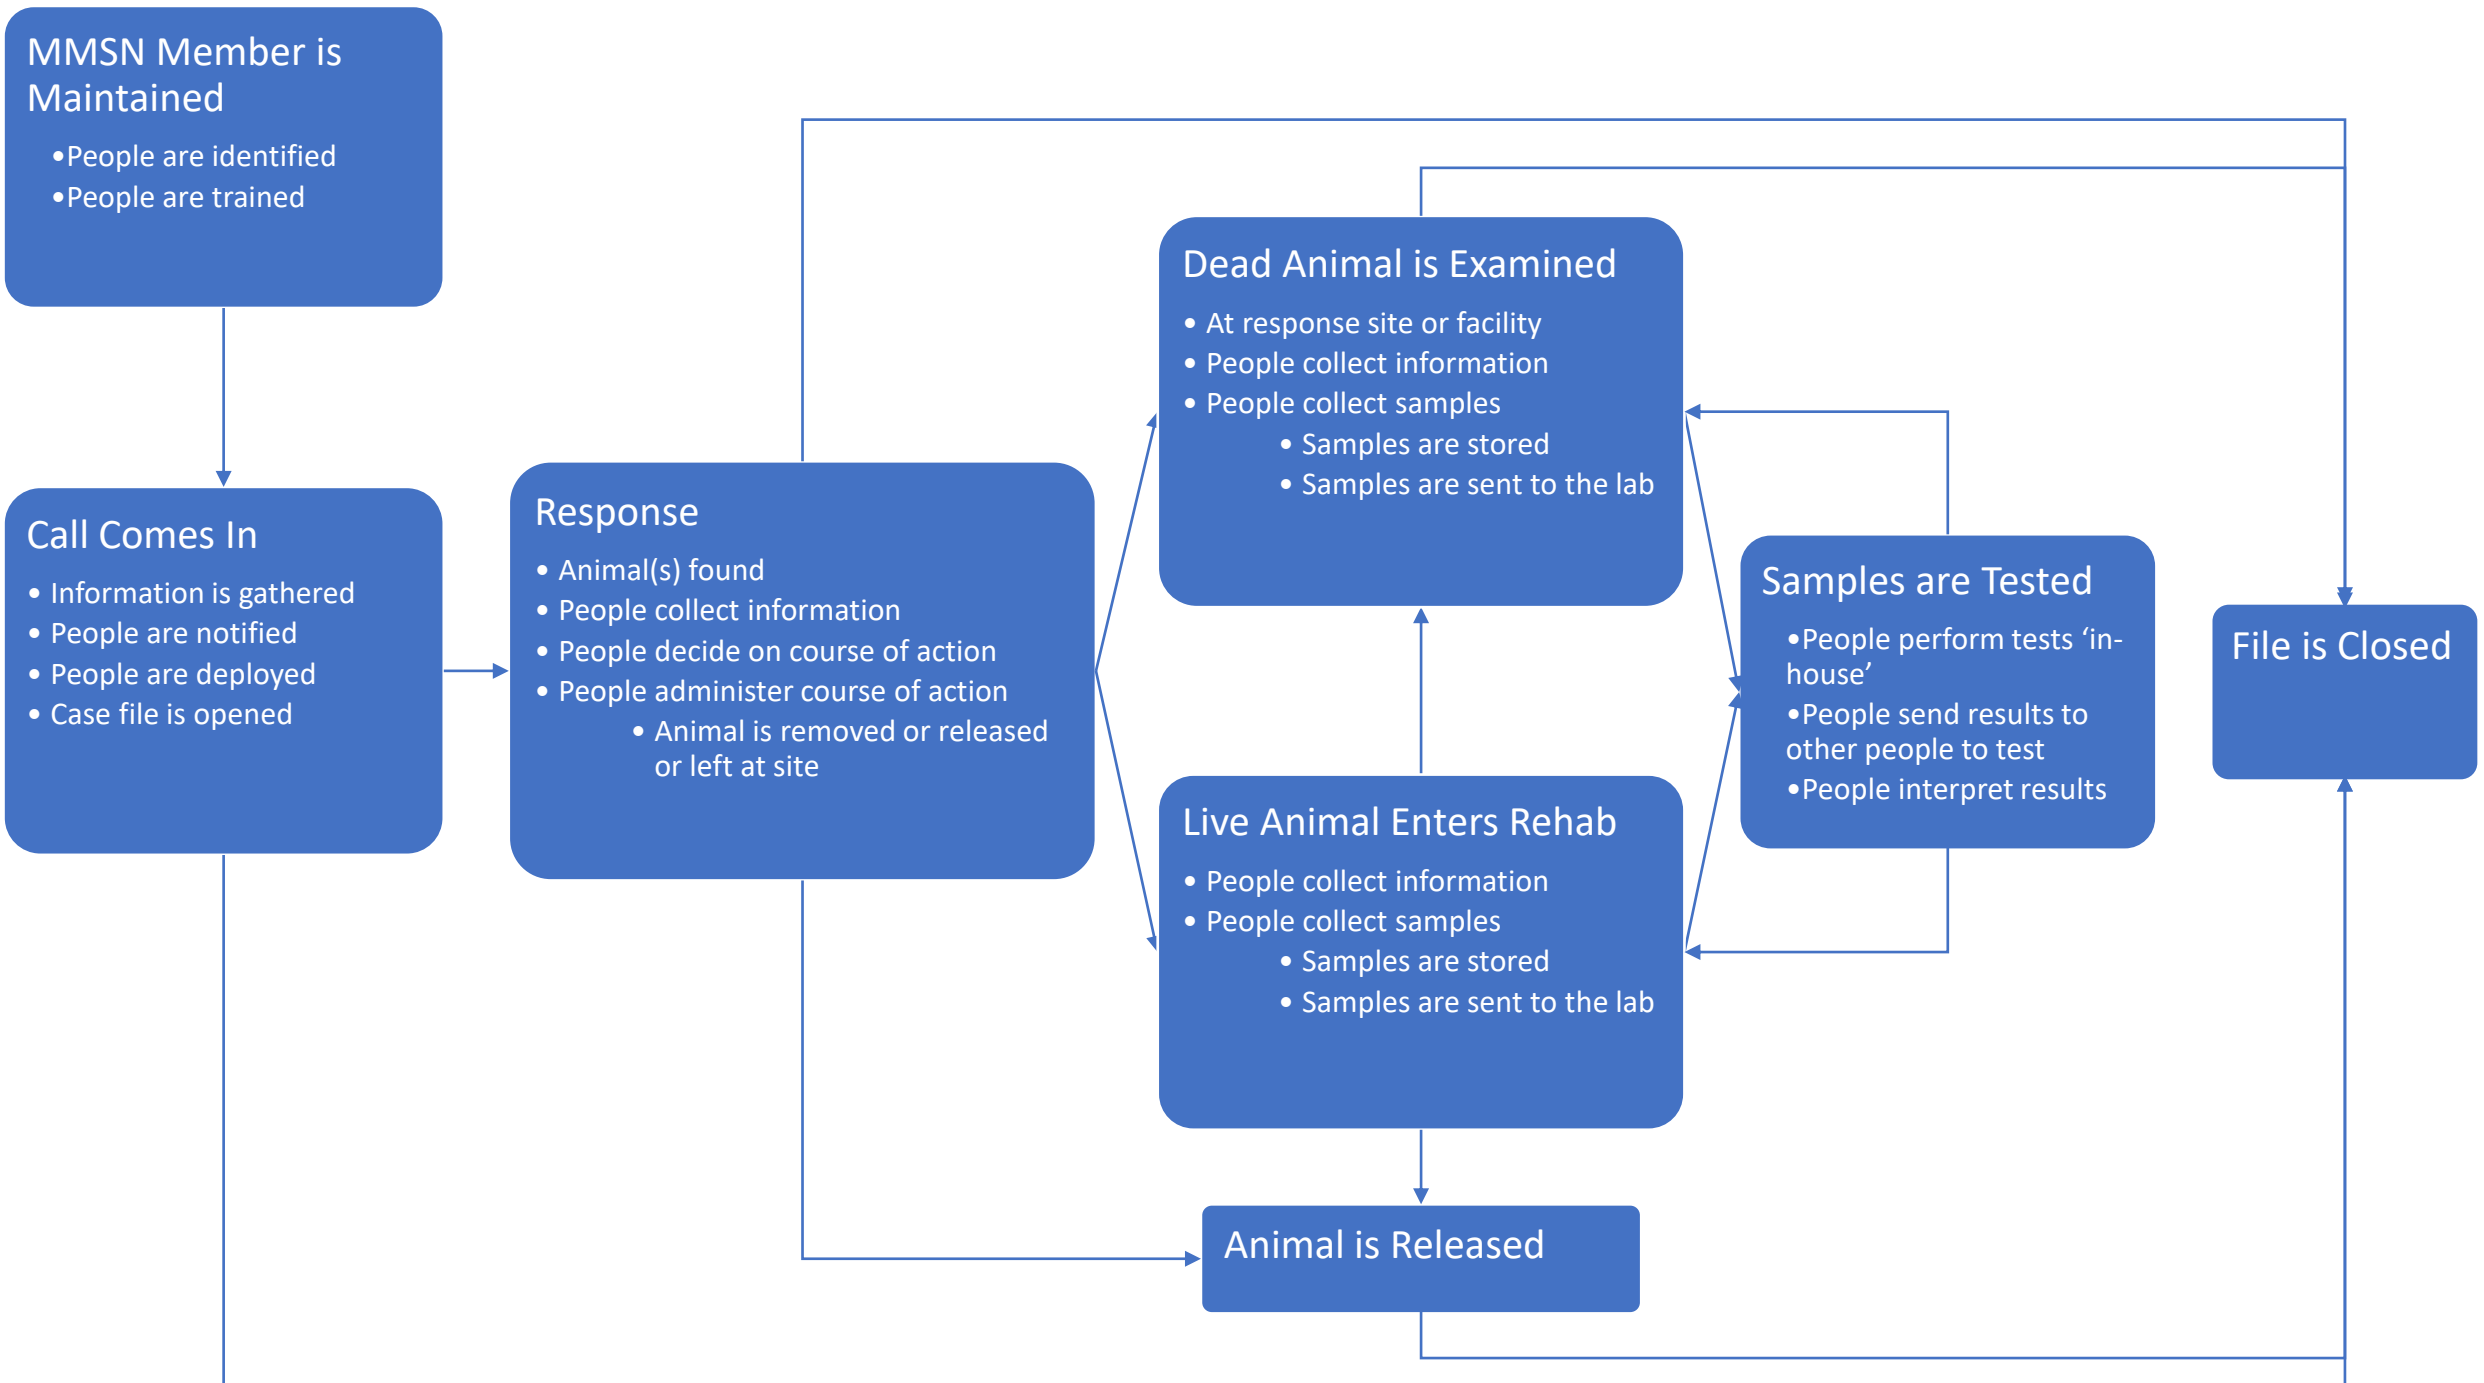 MMSN Member is
Maintained
•People are identified
•People are trained
Call Comes In
• Information is gathered
• People are notified
• People are deployed
• Case file is opened
Response
• Animal(s) found
• People collect information
• People decide on course of action
• People administer course of action
• Animal is removed or released
or left at site
Dead Animal is Examined
• At response site or facility
• People collect information
• People collect samples
• Samples are stored
• Samples are sent to the lab
Live Animal Enters Rehab
• People collect information
• People collect samples
• Samples are stored
• Samples are sent to the lab
Animal is Released
Samples are Tested
•People perform tests ‘in-
house’
•People send results to
other people to test
•People interpret results
File is Closed